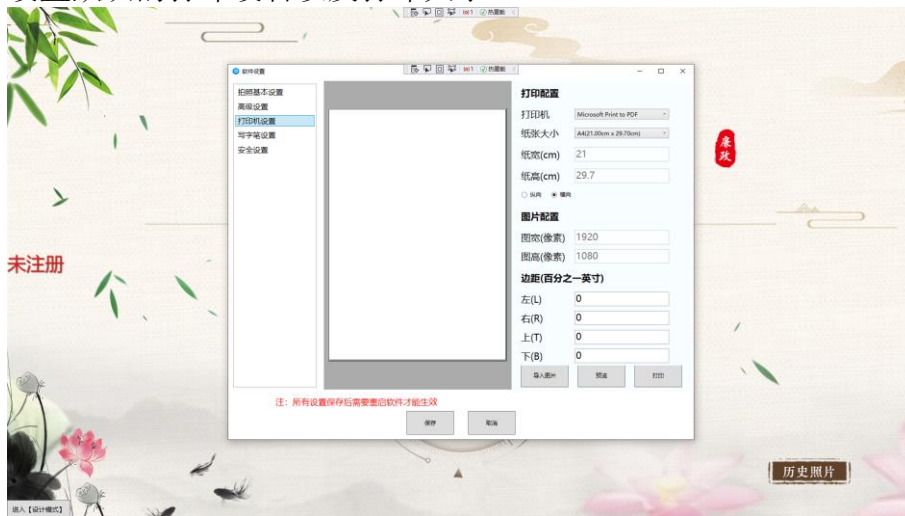 软件设置
拍照基本设置
高级设置
打印机设置
写字笔设置
安全设置
打印配置
打印机 Microsoft Print to PDF
纸张大小 A4(21.00cm x 29.70cm)
纸宽(cm) 21
纸高(cm) 29.7
纵向 横向
图片配置
图宽(像素) 1920
图高(像素) 1080
边距(百分之一英寸)
左(L) 0
右(R) 0
上(T) 0
下(B) 0
导入图片 预览 打印
注：所有设置保存后需要重启软件才能生效
保存 取消
廉政
未注册
历史照片
进入【设计模式】